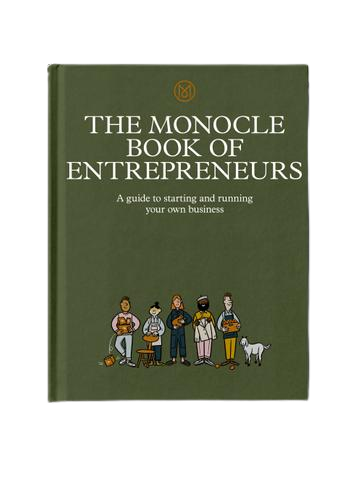 THE MONOCLE
BOOK OF
ENTREPRENEURS
A guide to starting and running
your own business